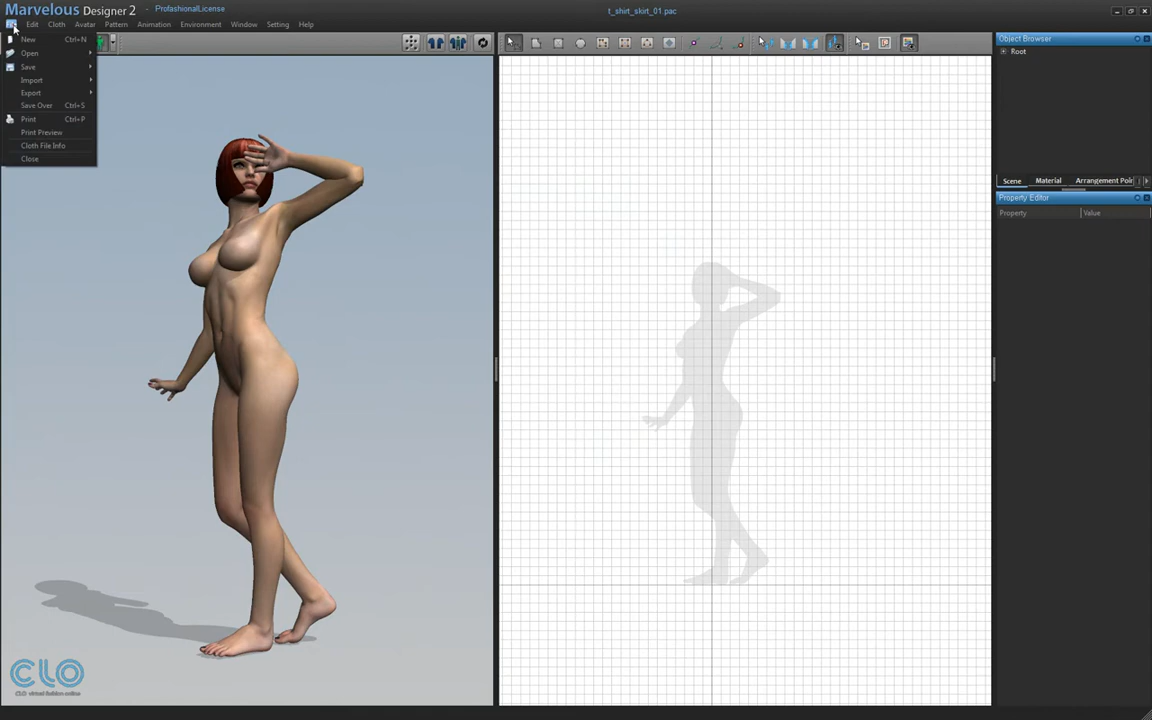 Marvelous Designer 2 - ProfashionalLicense
t_shirt_skirt_01.pac
Edit Cloth Avatar Pattern Animation Environment Window Setting Help
New Ctrl+N
Open
Save
Import
Export
Save Over Ctrl+S
Print Ctrl+P
Print Preview
Cloth File Info
Close
Object Browser
Root
Scene Material Arrangement Poin
Property Editor
Property Value
CLO
CLO virtual fashion online